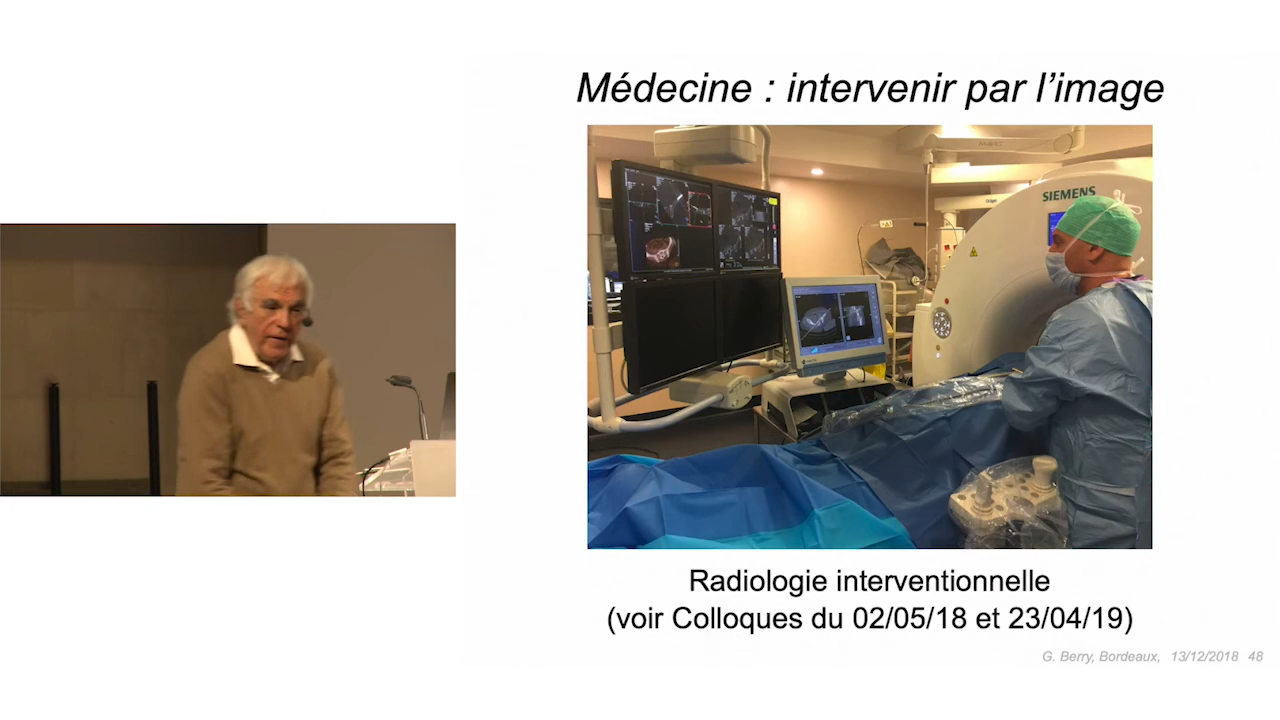 Médecine : intervenir par l’image
SIEMENS
Radiologie interventionnelle
(voir Colloques du 02/05/18 et 23/04/19)
G. Berry, Bordeaux, 13/12/2018 48